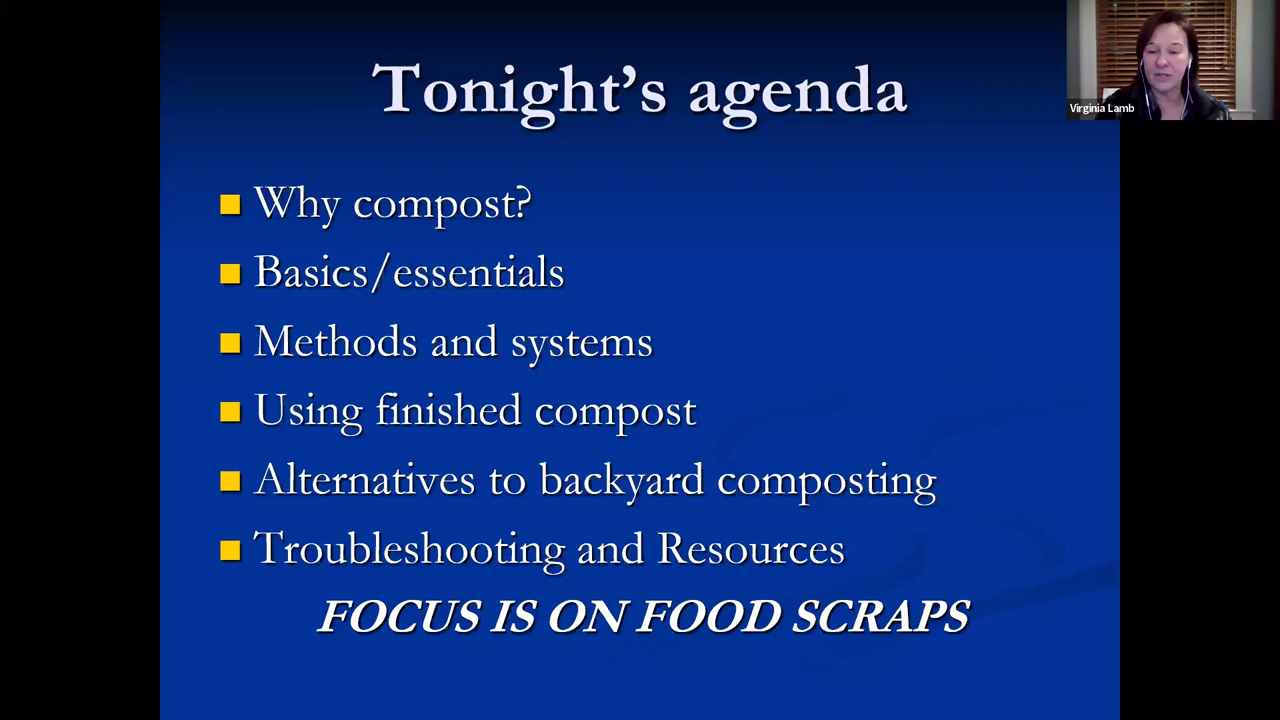 Tonight’s agenda
Virginia Lamb
Why compost?
Basics/essentials
Methods and systems
Using finished compost
Alternatives to backyard composting
Troubleshooting and Resources
FOCUS IS ON FOOD SCRAPS